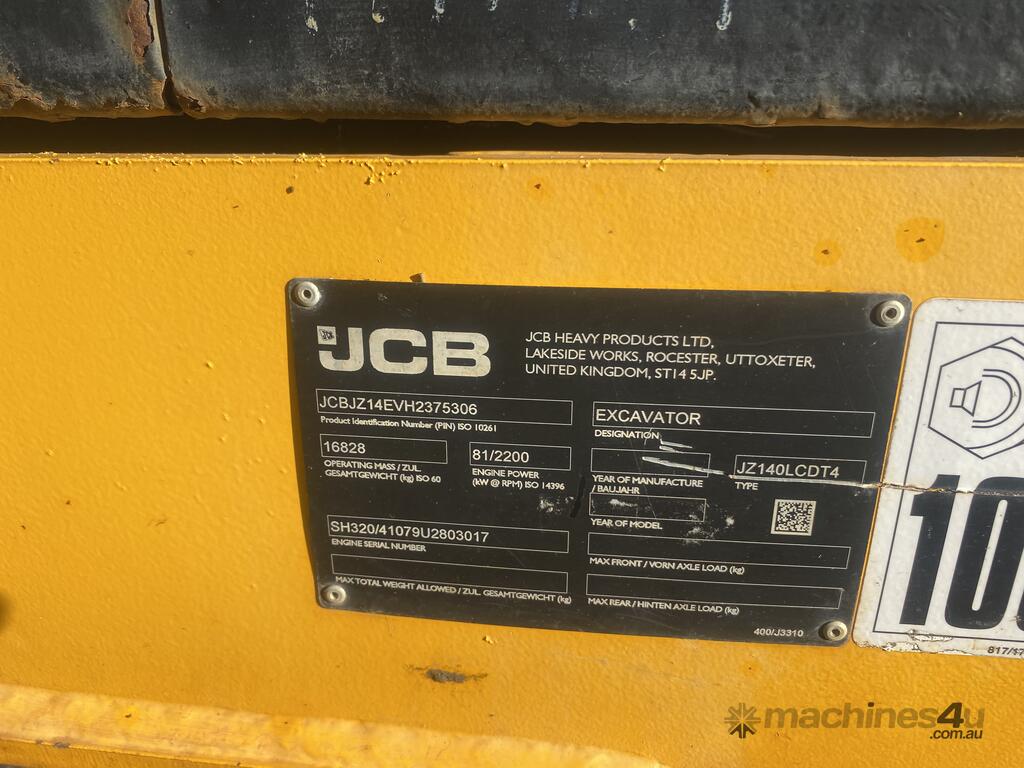 JCB
JCB HEAVY PRODUCTS LTD,
LAKESIDE WORKS, ROCESTER, UTTOXETER,
UNITED KINGDOM, ST14 5JP.
JCBJZ14EVH2375306
Product Identification Number (PIN) ISO 10261
16828
OPERATING MASS / ZUL.
GESAMTGEWICHT (kg) ISO 60
81/2200
ENGINE POWER
(kW @ RPM) ISO 14396
SH320/41079U2803017
ENGINE SERIAL NUMBER
MAX TOTAL WEIGHT ALLOWED / ZUL. GESAMTGEWICHT (kg)
EXCAVATOR
DESIGNATION
YEAR OF MANUFACTURE
/ BAUJAHR
JZ140LCDT4
TYPE
YEAR OF MODEL
MAX FRONT / VORN AXLE LOAD (kg)
MAX REAR / HINTEN AXLE LOAD (kg)
400/J3310
machines4u
.com.au